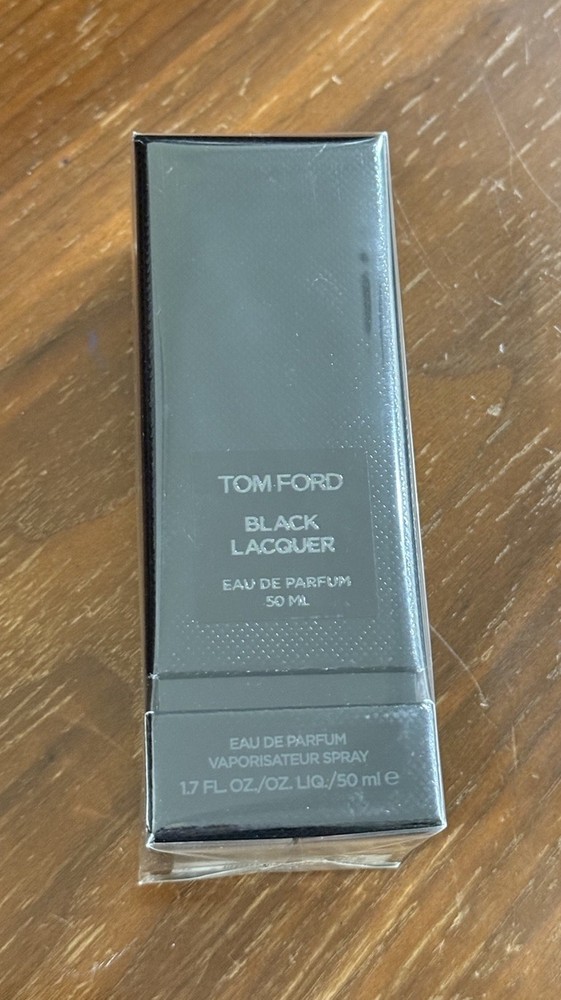 TOM FORD
BLACK
LACQUER
EAU DE PARFUM
50 ML
EAU DE PARFUM
VAPORISATEUR SPRAY
1.7 FL. OZ./OZ. LIQ./50 ml ℮